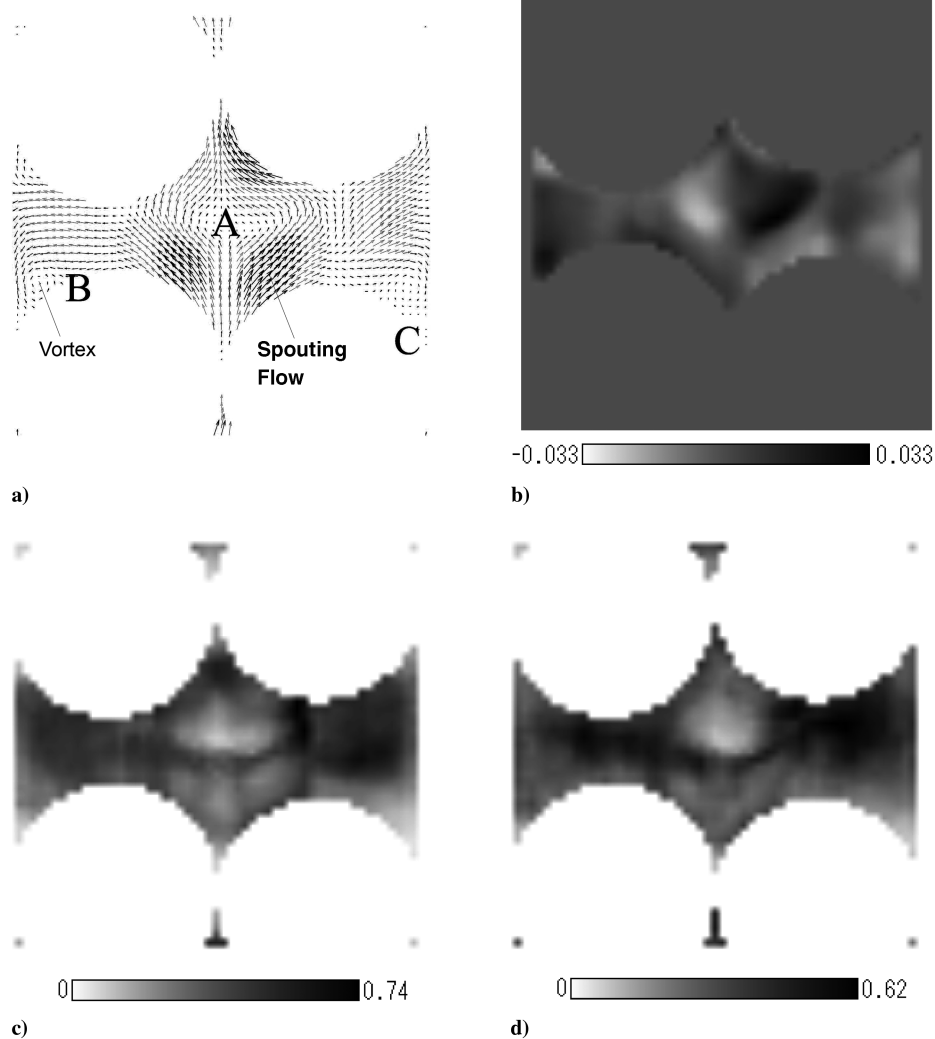 A
B
C
Vortex
Spouting
Flow
-0.033 0.033
a) b)
0 0.74 0 0.62
c) d)